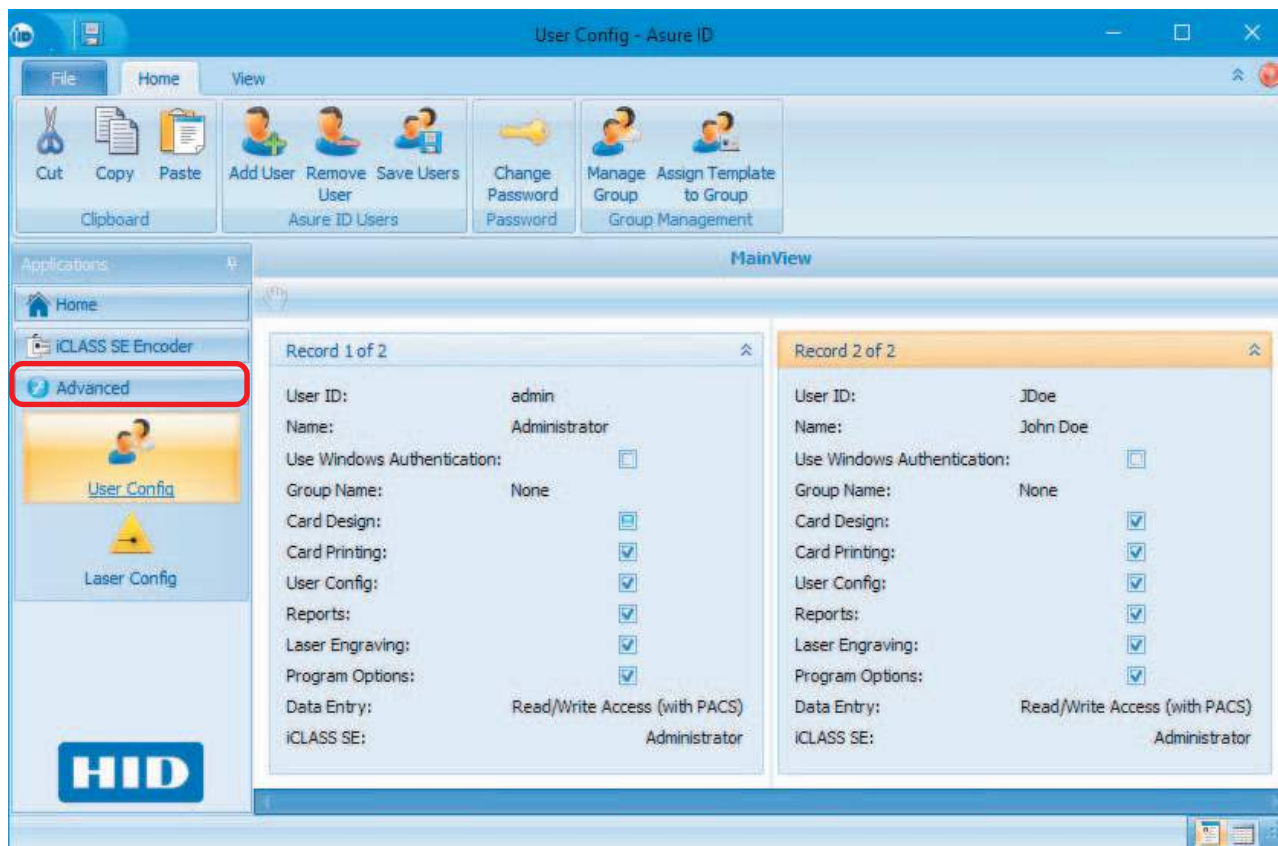 User Config - Asure ID
File Home View
Cut Copy Paste Add User Remove User Save Users Change Password Manage Group Assign Template to Group
Clipboard Asure ID Users Password Group Management
Applications
MainView
Home
iCLASS SE Encoder
Advanced
User Config
Laser Config
HID
Record 1 of 2
User ID: admin
Name: Administrator
Use Windows Authentication:
Group Name: None
Card Design:
Card Printing:
User Config:
Reports:
Laser Engraving:
Program Options:
Data Entry: Read/Write Access (with PACS)
iCLASS SE: Administrator
Record 2 of 2
User ID: JDoe
Name: John Doe
Use Windows Authentication:
Group Name: None
Card Design:
Card Printing:
User Config:
Reports:
Laser Engraving:
Program Options:
Data Entry: Read/Write Access (with PACS)
iCLASS SE: Administrator